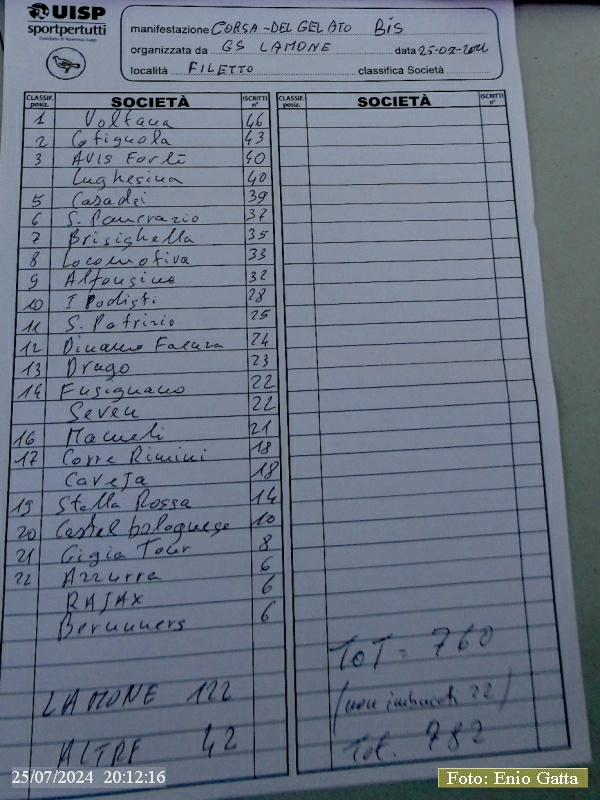 UISP
sportpertutti
manifestazione CORSA - DEL GELATO BIS
organizzata da GS LAMONE data 25-07-2024
località FILETTO classifica Società
CLASSIF. posiz. SOCIETÀ ISCRITTI n° CLASSIF. posiz. SOCIETÀ ISCRITTI n°
1 Voltana 46
2 Cotignola 43
3 AVIS Forlì 40
Lughesina 40
5 Casadei 39
6 S. Pancrazio 37
7 Brisighella 35
8 Locomotiva 33
9 Alfonsine 32
10 I Podisti 28
11 S. Patrizio 25
12 Dinamo Faenza 24
13 Drago 23
14 Fusignano 22
Seven 22
16 Mameli 21
17 Corre Rimini 18
Caveja 18
19 Stella Rossa 14
20 Castel bolognese 10
21 Gigia Tour 8
22 Azzurra 6
RAJAX 6
Berunners 6
TOT = 760
LAMONE 122
(non imbucati 22)
ALTRE 42
Tot. 782
25/07/2024 20:12:16
Foto: Enio Gatta